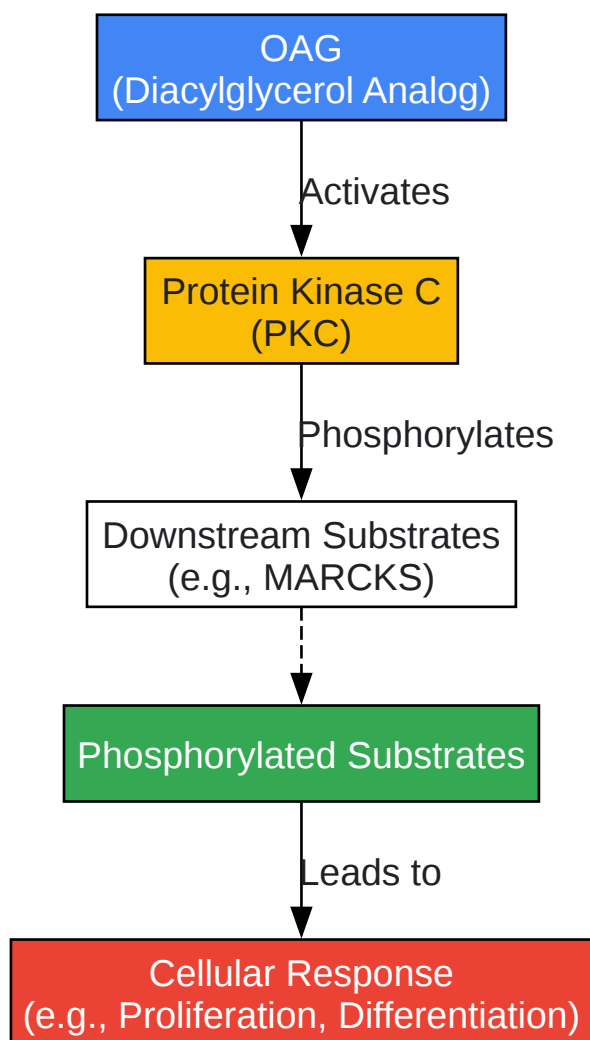 OAG
(Diacylglycerol Analog)
Activates
Protein Kinase C
(PKC)
Phosphorylates
Downstream Substrates
(e.g., MARCKS)
Phosphorylated Substrates
Leads to
Cellular Response
(e.g., Proliferation, Differentiation)